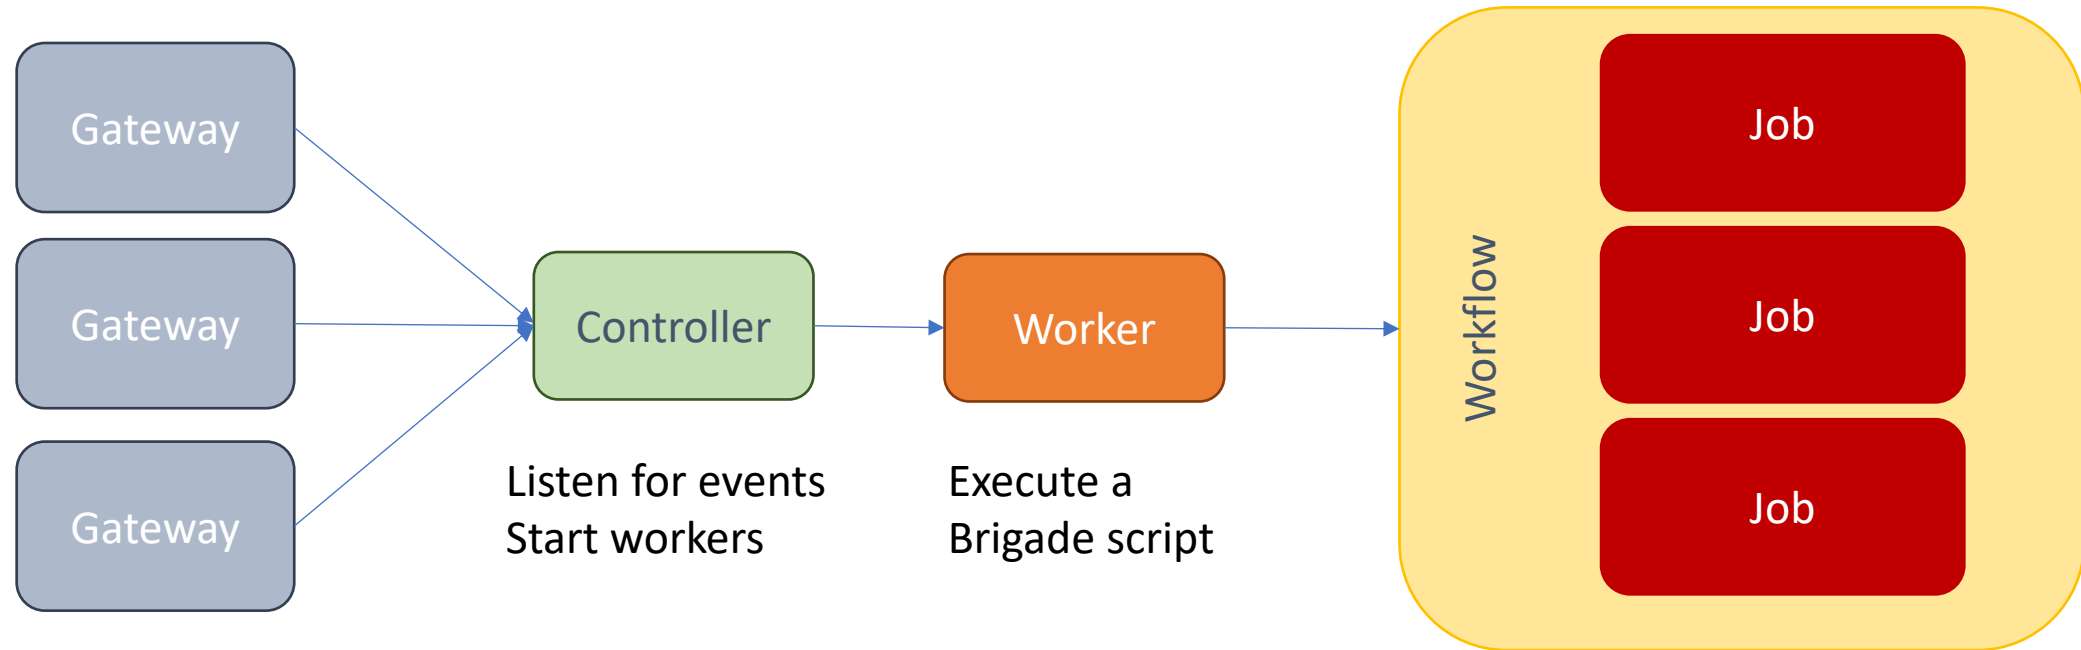 Gateway
Gateway
Gateway
Controller
Listen for events
Start workers
Worker
Execute a
Brigade script
Workflow
Job
Job
Job